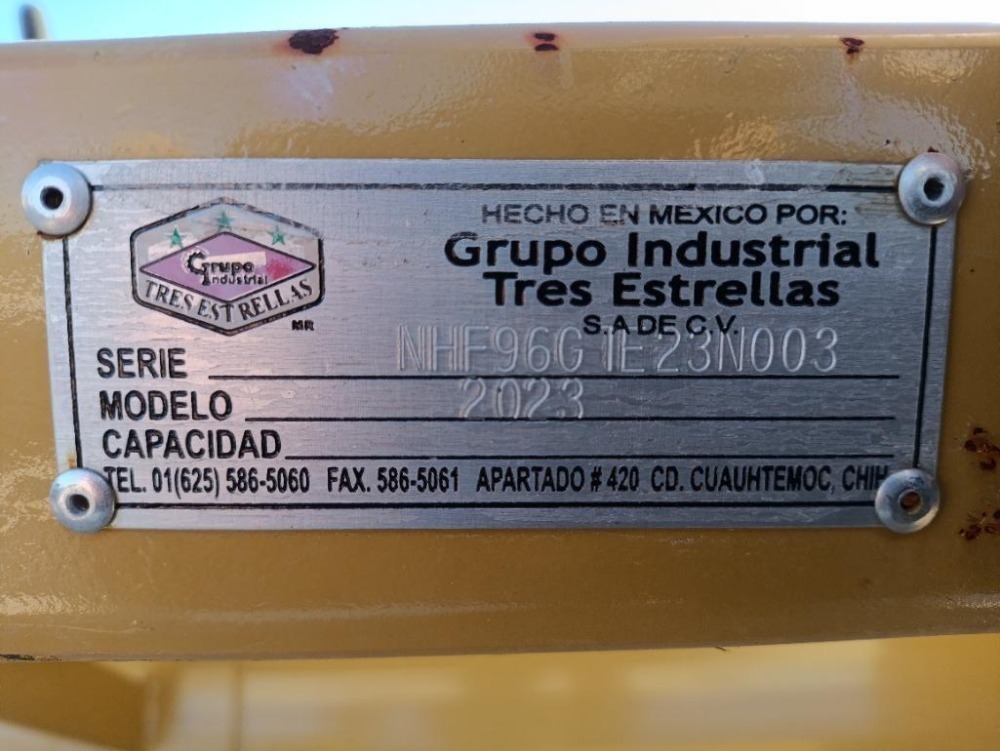 Grupo
Industrial
TRES ESTRELLAS
MR
HECHO EN MEXICO POR:
Grupo Industrial
Tres Estrellas
S.A DE C.V.
SERIE NHF96G1E23N003
MODELO 2023
CAPACIDAD
TEL. 01(625) 586-5060 FAX. 586-5061 APARTADO # 420 CD. CUAUHTEMOC, CHIH